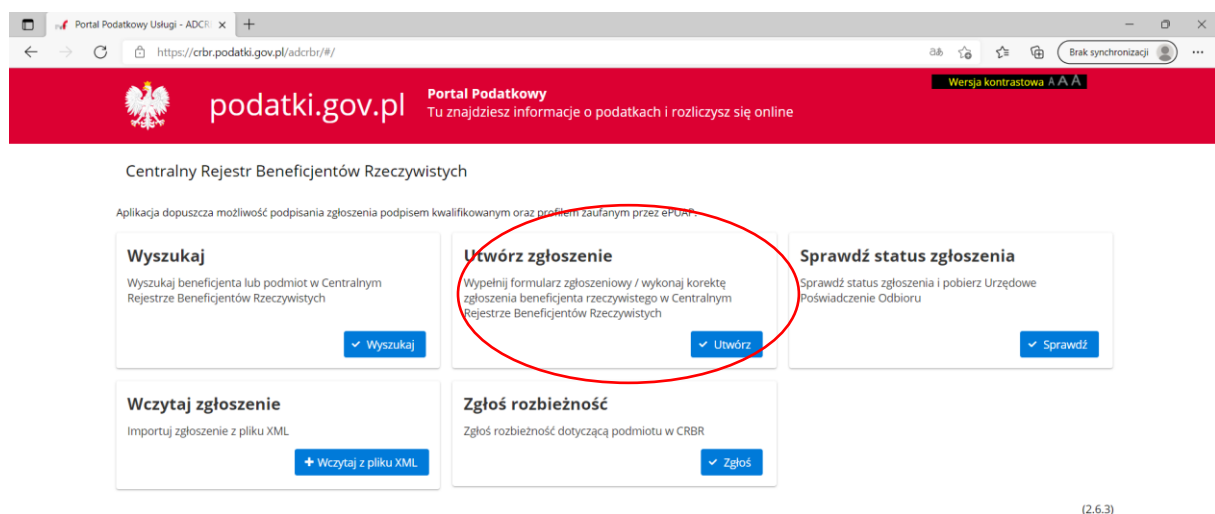 Portal Podatkowy Usługi - ADCR
https://crbr.podatki.gov.pl/adcrbr/#/
Brak synchronizacji
Wersja kontrastowa A A A
podatki.gov.pl
Portal Podatkowy
Tu znajdziesz informacje o podatkach i rozliczysz się online
Centralny Rejestr Beneficjentów Rzeczywistych
Aplikacja dopuszcza możliwość podpisania zgłoszenia podpisem kwalifikowanym oraz profilem zaufanym przez ePUAP.
Wyszukaj
Wyszukaj beneficjenta lub podmiot w Centralnym
Rejestrze Beneficjentów Rzeczywistych
Wyszukaj
Utwórz zgłoszenie
Wypełnij formularz zgłoszeniowy / wykonaj korektę
zgłoszenia beneficjenta rzeczywistego w Centralnym
Rejestrze Beneficjentów Rzeczywistych
Utwórz
Sprawdź status zgłoszenia
Sprawdź status zgłoszenia i pobierz Urzędowe
Poświadczenie Odbioru
Sprawdź
Wczytaj zgłoszenie
Importuj zgłoszenie z pliku XML
Wczytaj z pliku XML
Zgłoś rozbieżność
Zgłoś rozbieżność dotyczącą podmiotu w CRBR
Zgłoś
(2.6.3)